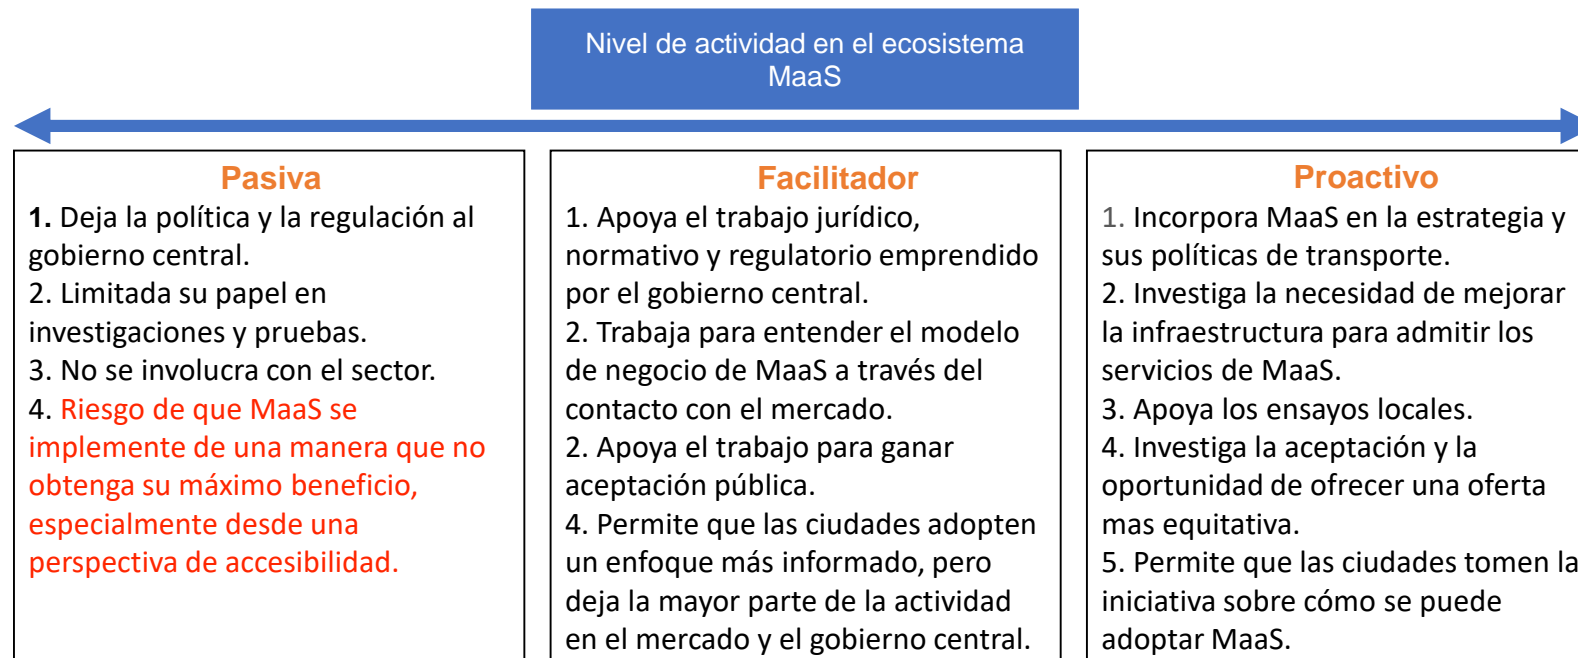 Nivel de actividad en el ecosistema
MaaS
Pasiva
1. Deja la política y la regulación al
gobierno central.
2. Limitada su papel en
investigaciones y pruebas.
3. No se involucra con el sector.
4. Riesgo de que MaaS se
implemente de una manera que no
obtenga su máximo beneficio,
especialmente desde una
perspectiva de accesibilidad.
Facilitador
1. Apoya el trabajo jurídico,
normativo y regulatorio emprendido
por el gobierno central.
2. Trabaja para entender el modelo
de negocio de MaaS a través del
contacto con el mercado.
2. Apoya el trabajo para ganar
aceptación pública.
4. Permite que las ciudades adopten
un enfoque más informado, pero
deja la mayor parte de la actividad
en el mercado y el gobierno central.
Proactivo
1. Incorpora MaaS en la estrategia y
sus políticas de transporte.
2. Investiga la necesidad de mejorar
la infraestructura para admitir los
servicios de MaaS.
3. Apoya los ensayos locales.
4. Investiga la aceptación y la
oportunidad de ofrecer una oferta
mas equitativa.
5. Permite que las ciudades tomen la
iniciativa sobre cómo se puede
adoptar MaaS.